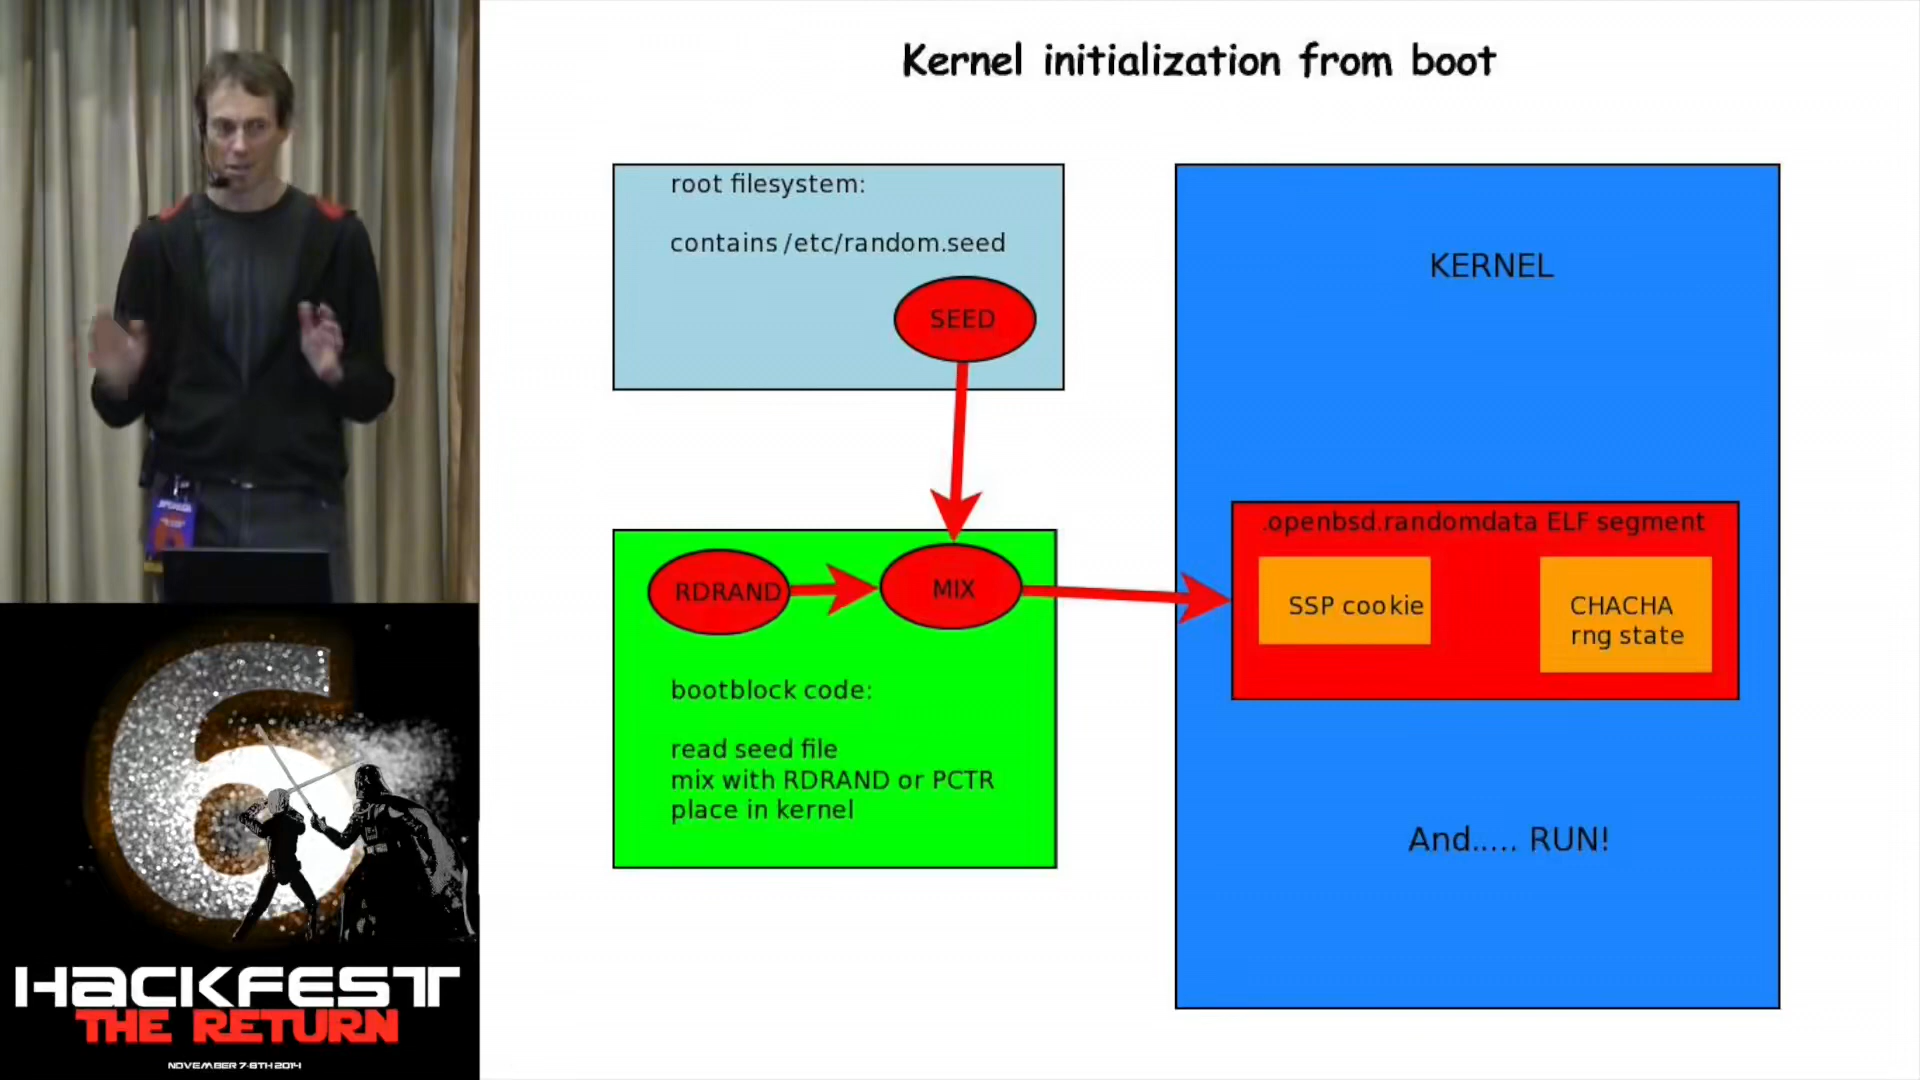 Kernel initialization from boot
root filesystem:
contains /etc/random.seed
SEED
RDRAND
MIX
bootblock code:
read seed file
mix with RDRAND or PCTR
place in kernel
KERNEL
.openbsd.randomdata ELF segment
SSP cookie
CHACHA
rng state
And..... RUN!
6
HACKFEST
THE RETURN
NOVEMBER 7-8TH 2014